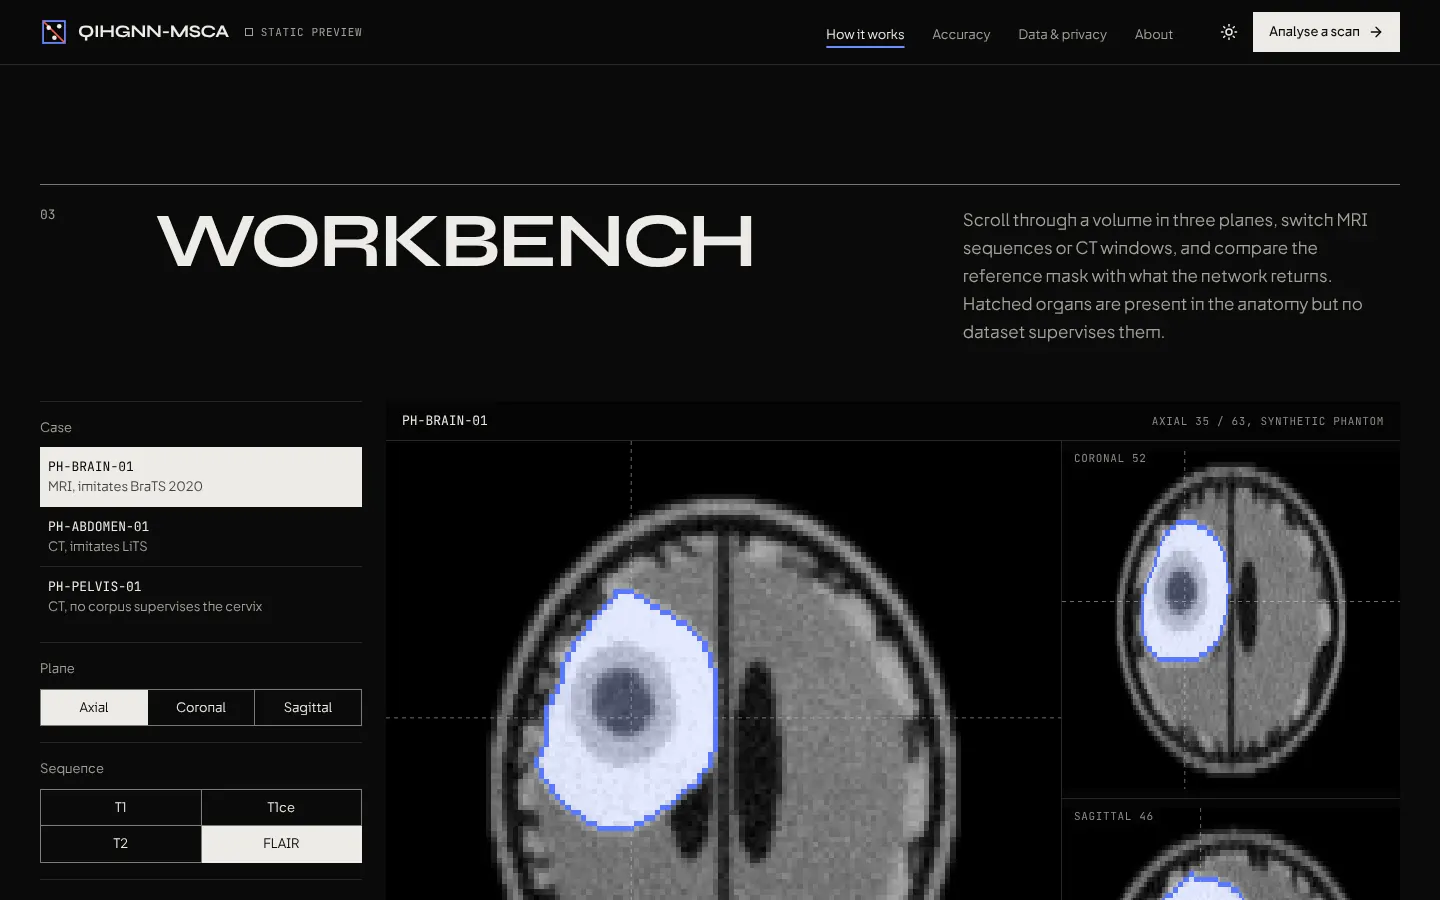 QIHGNN-MSCA
STATIC PREVIEW
How it works
Accuracy
Data & privacy
About
Analyse a scan
03
WORKBENCH
Scroll through a volume in three planes, switch MRI
sequences or CT windows, and compare the
reference mask with what the network returns.
Hatched organs are present in the anatomy but no
dataset supervises them.
Case
PH-BRAIN-01
MRI, imitates BraTS 2020
PH-ABDOMEN-01
CT, imitates LiTS
PH-PELVIS-01
CT, no corpus supervises the cervix
Plane
Axial
Coronal
Sagittal
Sequence
T1
T1ce
T2
FLAIR
PH-BRAIN-01
AXIAL 35 / 63, SYNTHETIC PHANTOM
CORONAL 52
SAGITTAL 46